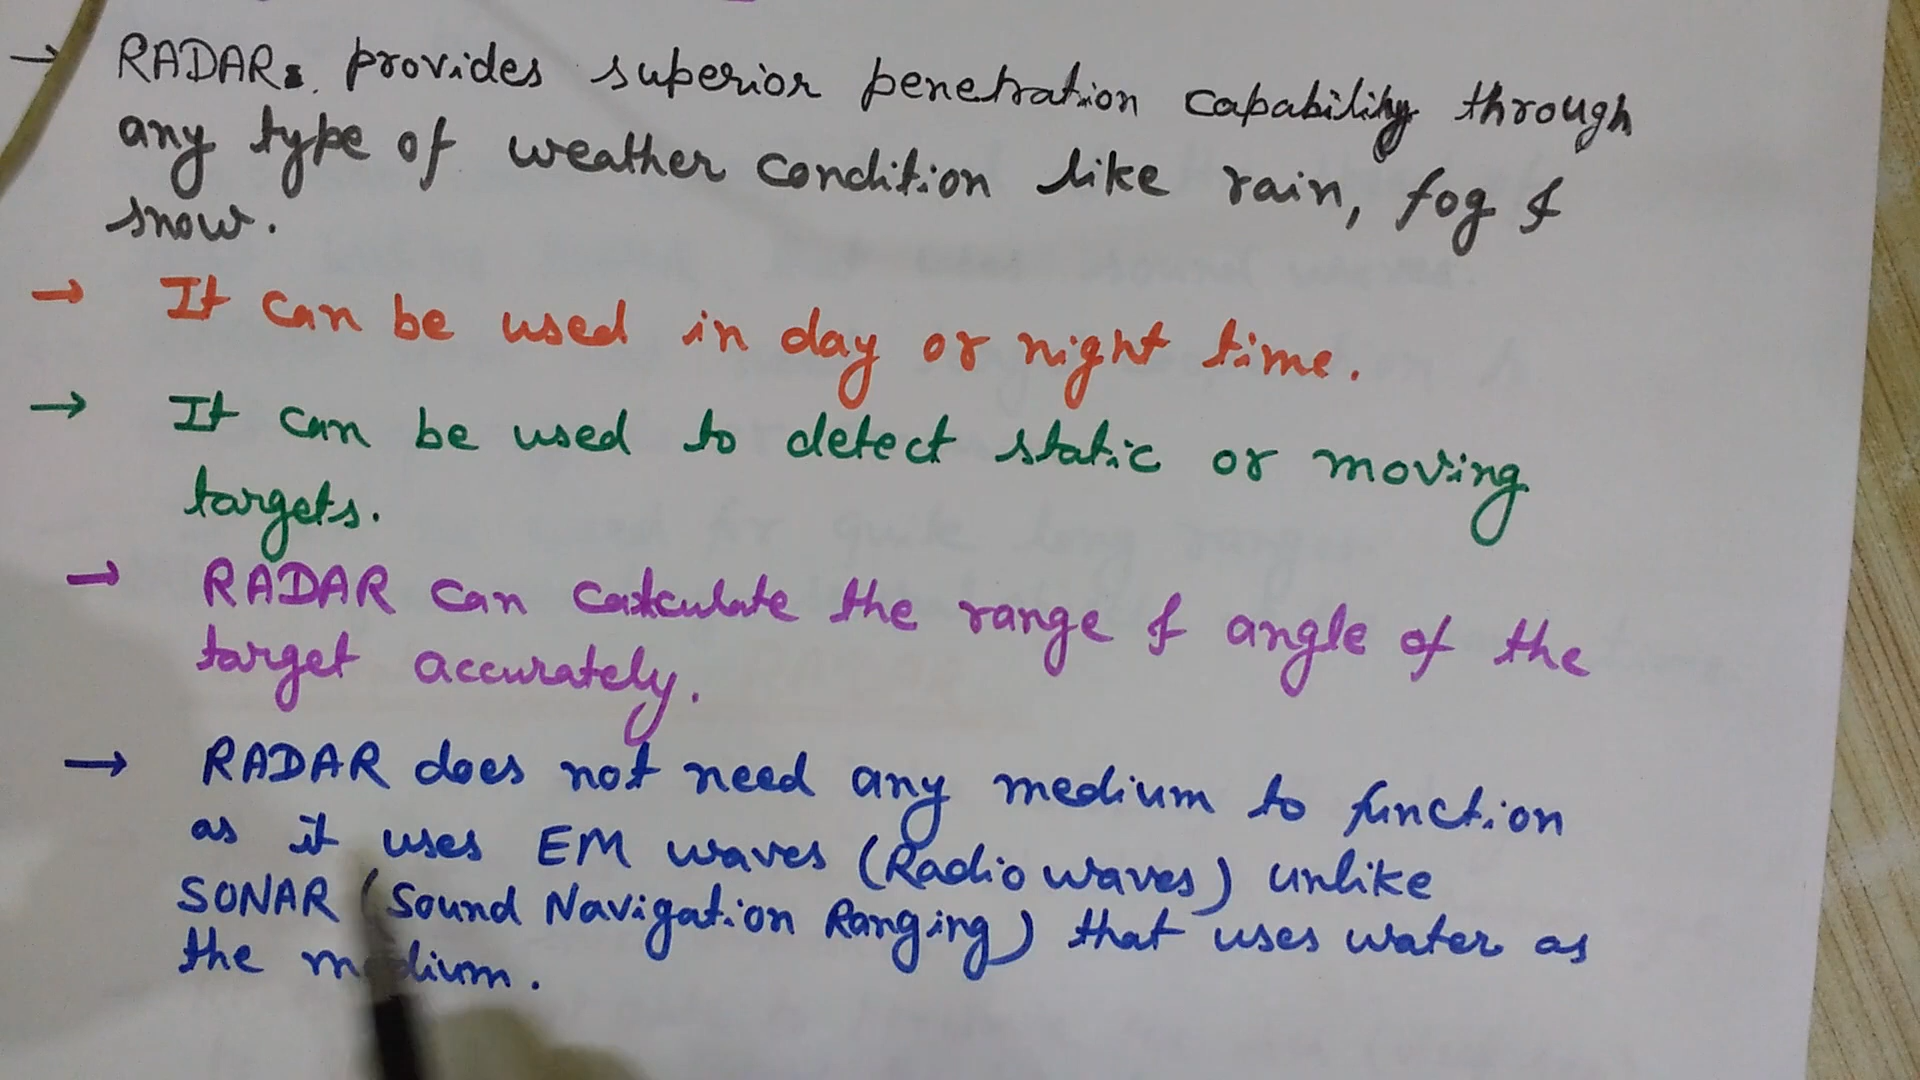 → RADAR provides superior penetration capability through
any type of weather condition like rain, fog &
snow.
→ It can be used in day or night time.
→ It can be used to detect static or moving
targets.
→ RADAR can calculate the range & angle of the
target accurately.
→ RADAR does not need any medium to function
as it uses EM waves (Radio waves) unlike
SONAR (Sound Navigation Ranging) that uses water as
the medium.